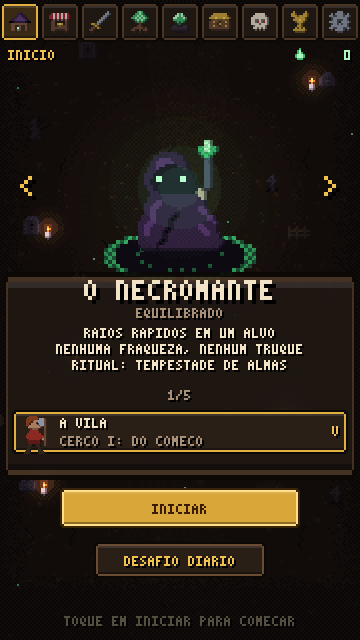 INICIO
0
O NECROMANTE
EQUILIBRADO
RAIOS RAPIDOS EM UM ALVO
NENHUMA FRAQUEZA, NENHUM TRUQUE
RITUAL: TEMPESTADE DE ALMAS
1/5
A VILA
CERCO I: DO COMECO
V
INICIAR
DESAFIO DIARIO
TOQUE EM INICIAR PARA COMECAR